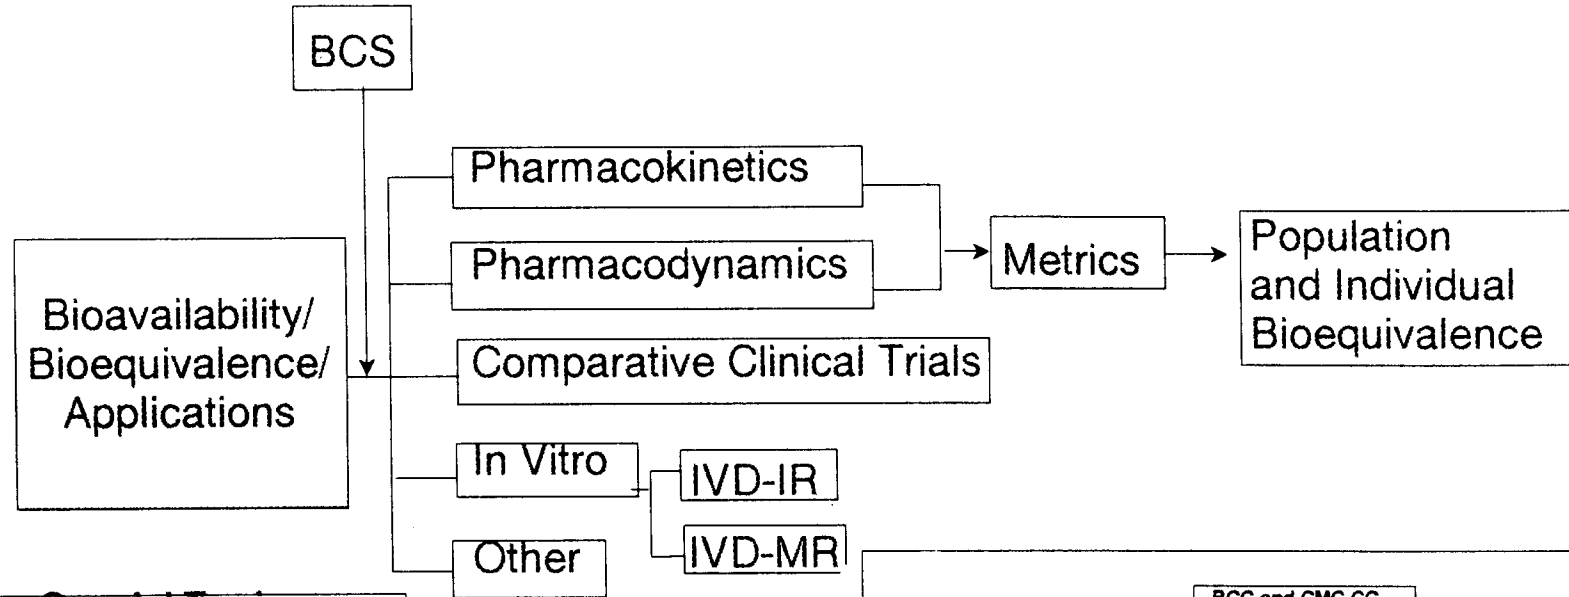 BCS
Pharmacokinetics
Pharmacodynamics
Metrics
Population
and Individual
Bioequivalence
Bioavailability/
Bioequivalence/
Applications
Comparative Clinical Trials
In Vitro
IVD-IR
IVD-MR
Other